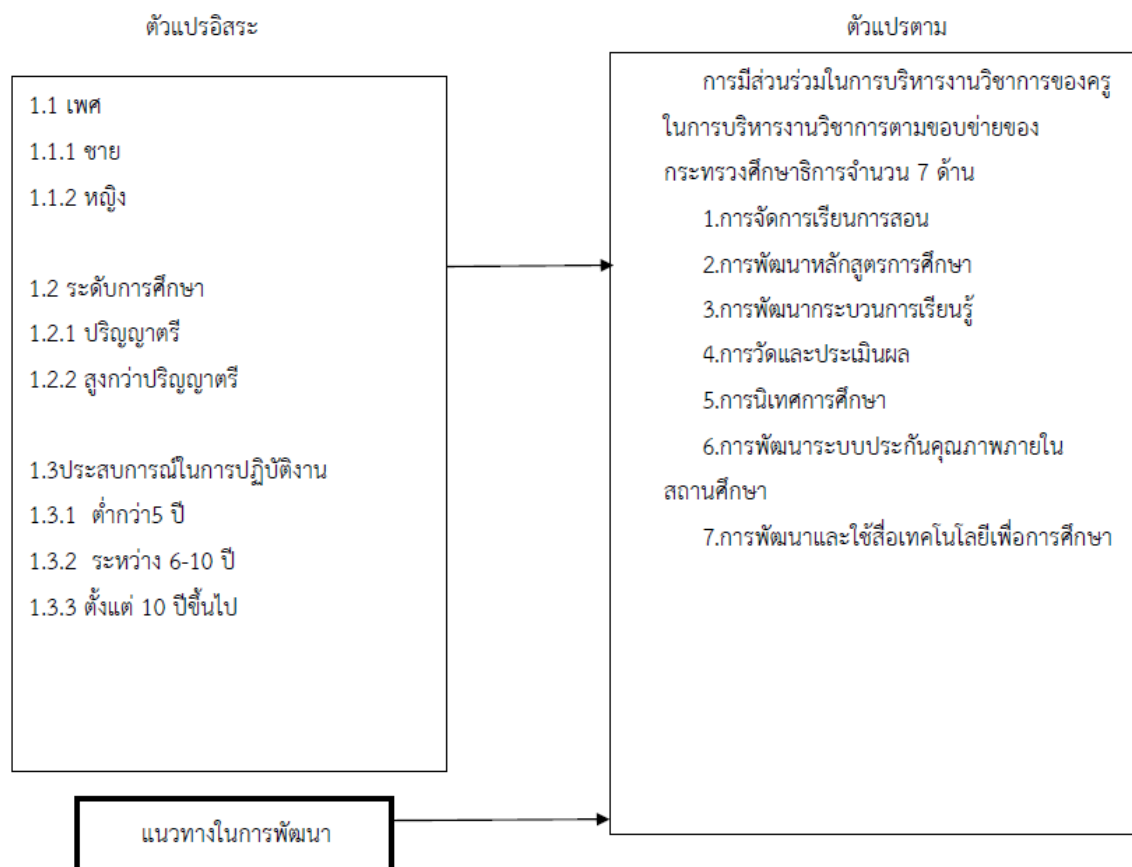 ตัวแปรอิสระ
1.1 เพศ
1.1.1 ชาย
1.1.2 หญิง
1.2 ระดับการศึกษา
1.2.1 ปริญญาตรี
1.2.2 สูงกว่าปริญญาตรี
1.3ประสบการณ์ในการปฏิบัติงาน
1.3.1 ต่ำกว่า5 ปี
1.3.2 ระหว่าง 6-10 ปี
1.3.3 ตั้งแต่ 10 ปีขึ้นไป
แนวทางในการพัฒนา
ตัวแปรตาม
การมีส่วนร่วมในการบริหารงานวิชาการของครู
ในการบริหารงานวิชาการตามขอบข่ายของ
กระทรวงศึกษาธิการจำนวน 7 ด้าน
1.การจัดการเรียนการสอน
2.การพัฒนาหลักสูตรการศึกษา
3.การพัฒนากระบวนการเรียนรู้
4.การวัดและประเมินผล
5.การนิเทศการศึกษา
6.การพัฒนาระบบประกันคุณภาพภายใน
สถานศึกษา
7.การพัฒนาและใช้สื่อเทคโนโลยีเพื่อการศึกษา